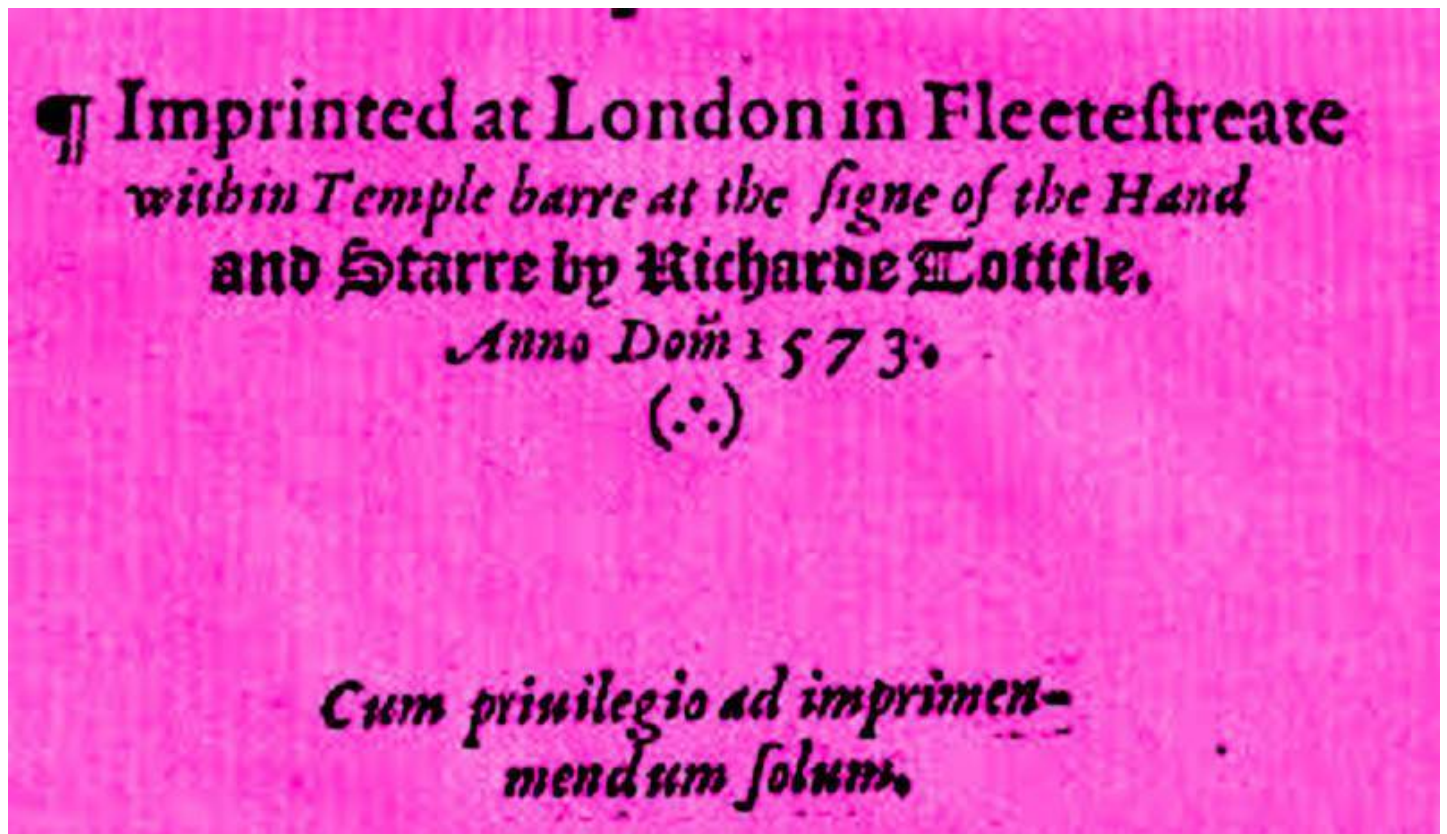 ¶ Imprinted at London in Fleeteſtreate
within Temple barre at the ſigne of the Hand
and Starre by Richarde Totttle.
Anno Dom̃ 1573.
(∴)
Cum priuilegio ad imprimen-
mendum ſolum.